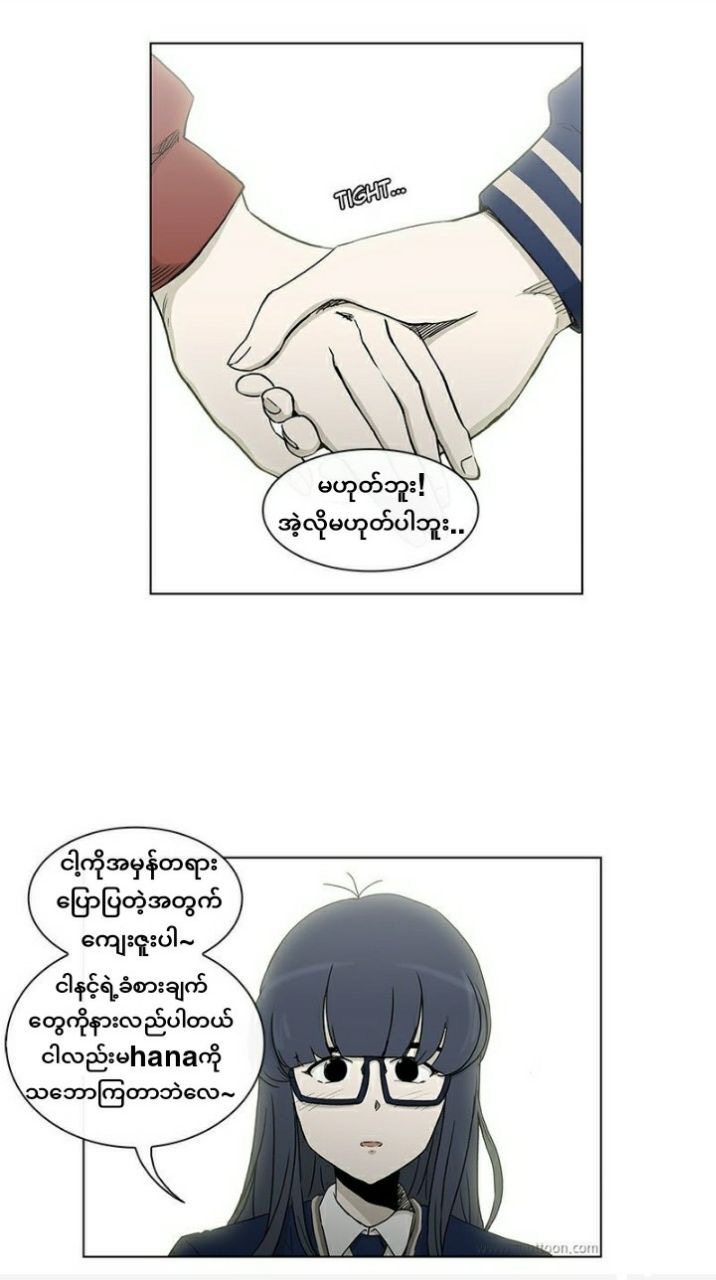 TIGHT...
မဟုတ်ဘူး!
အဲ့လိုမဟုတ်ပါဘူး..
ငါ့ကိုအမှန်တရား
ပြောပြတဲ့အတွက်
ကျေးဇူးပါ~
ငါနင့်ရဲ့ခံစားချက်
တွေကိုနားလည်ပါတယ်
ငါလည်းမhanaကို
သဘောကြတာဘဲလေ~